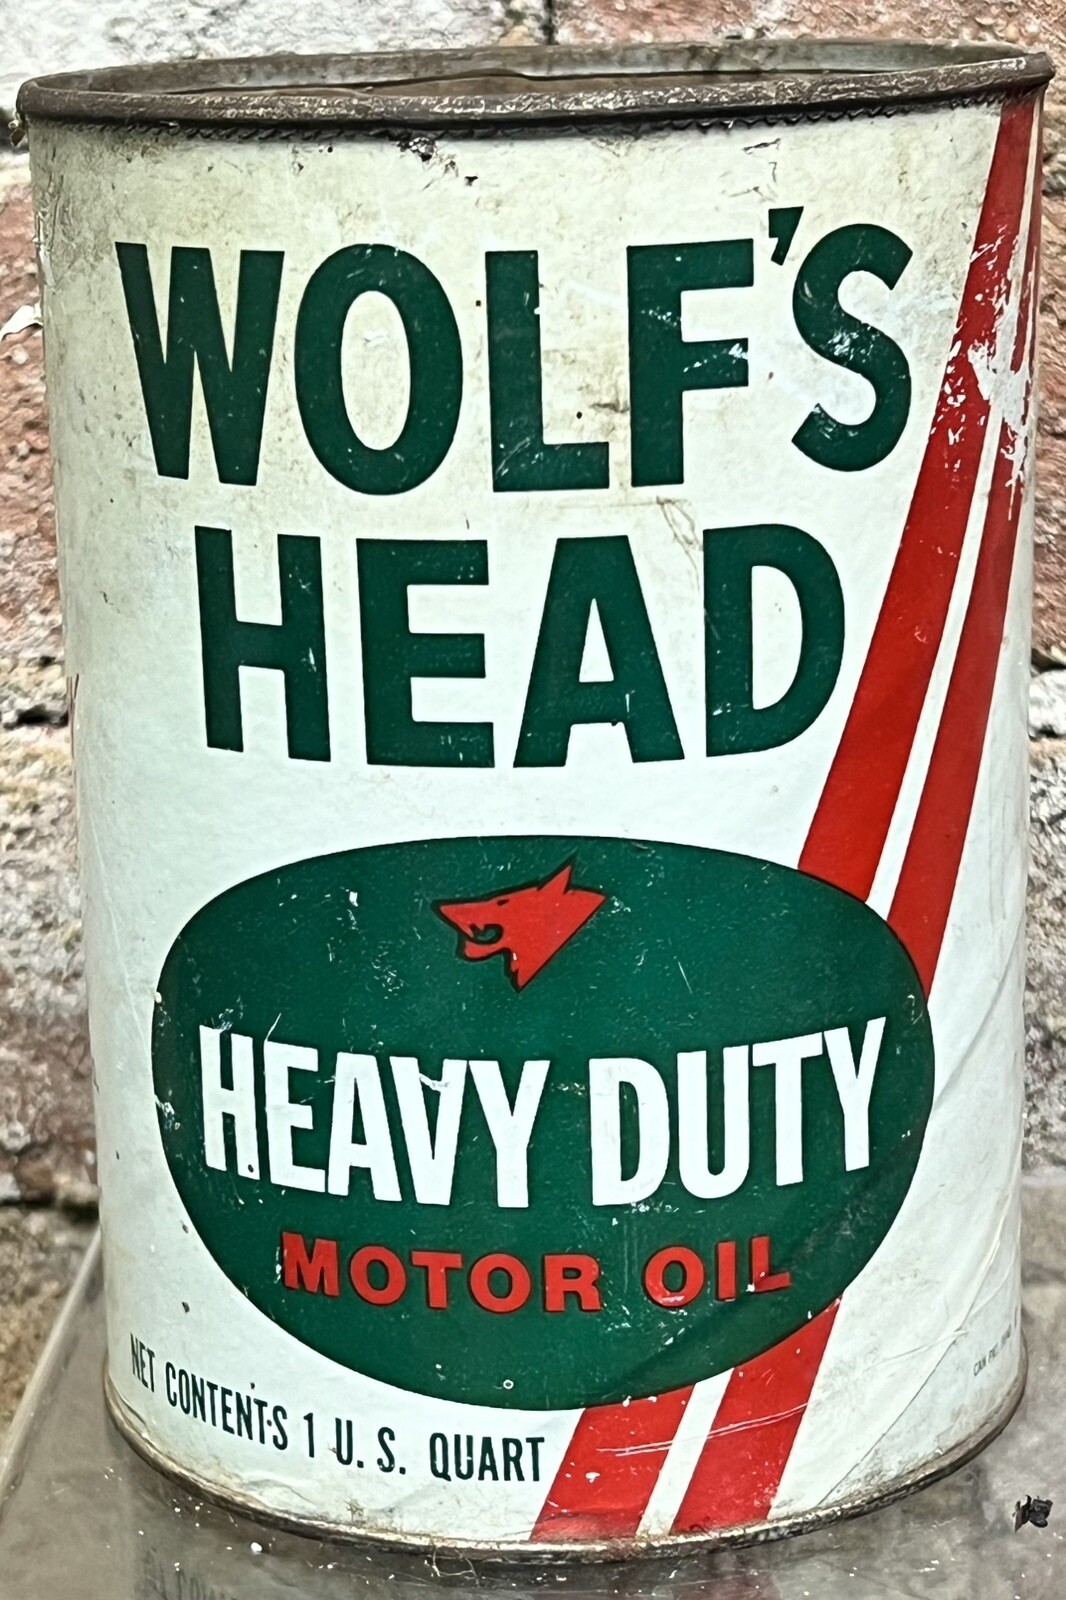 WOLF'S
HEAD
HEAVY DUTY
MOTOR OIL
NET CONTENTS 1 U. S. QUART